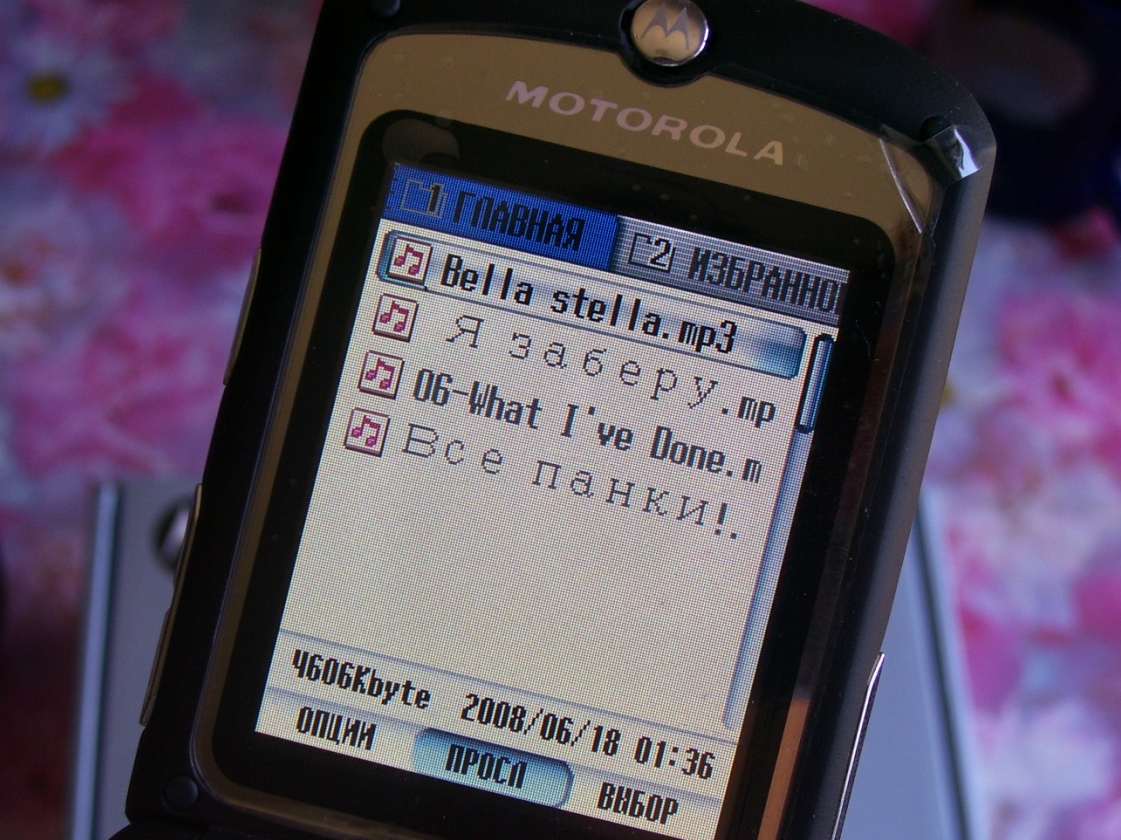 MOTOROLA
1 ГЛАВНАЯ 2 ИЗБРАННО
Bella stella.mp3
Я заберу.mp
06-What I've Done.m
Все панки!.
4606Kbyte 2008/06/18 01:36
ОПЦИИ ПРОСЛ ВЫБОР